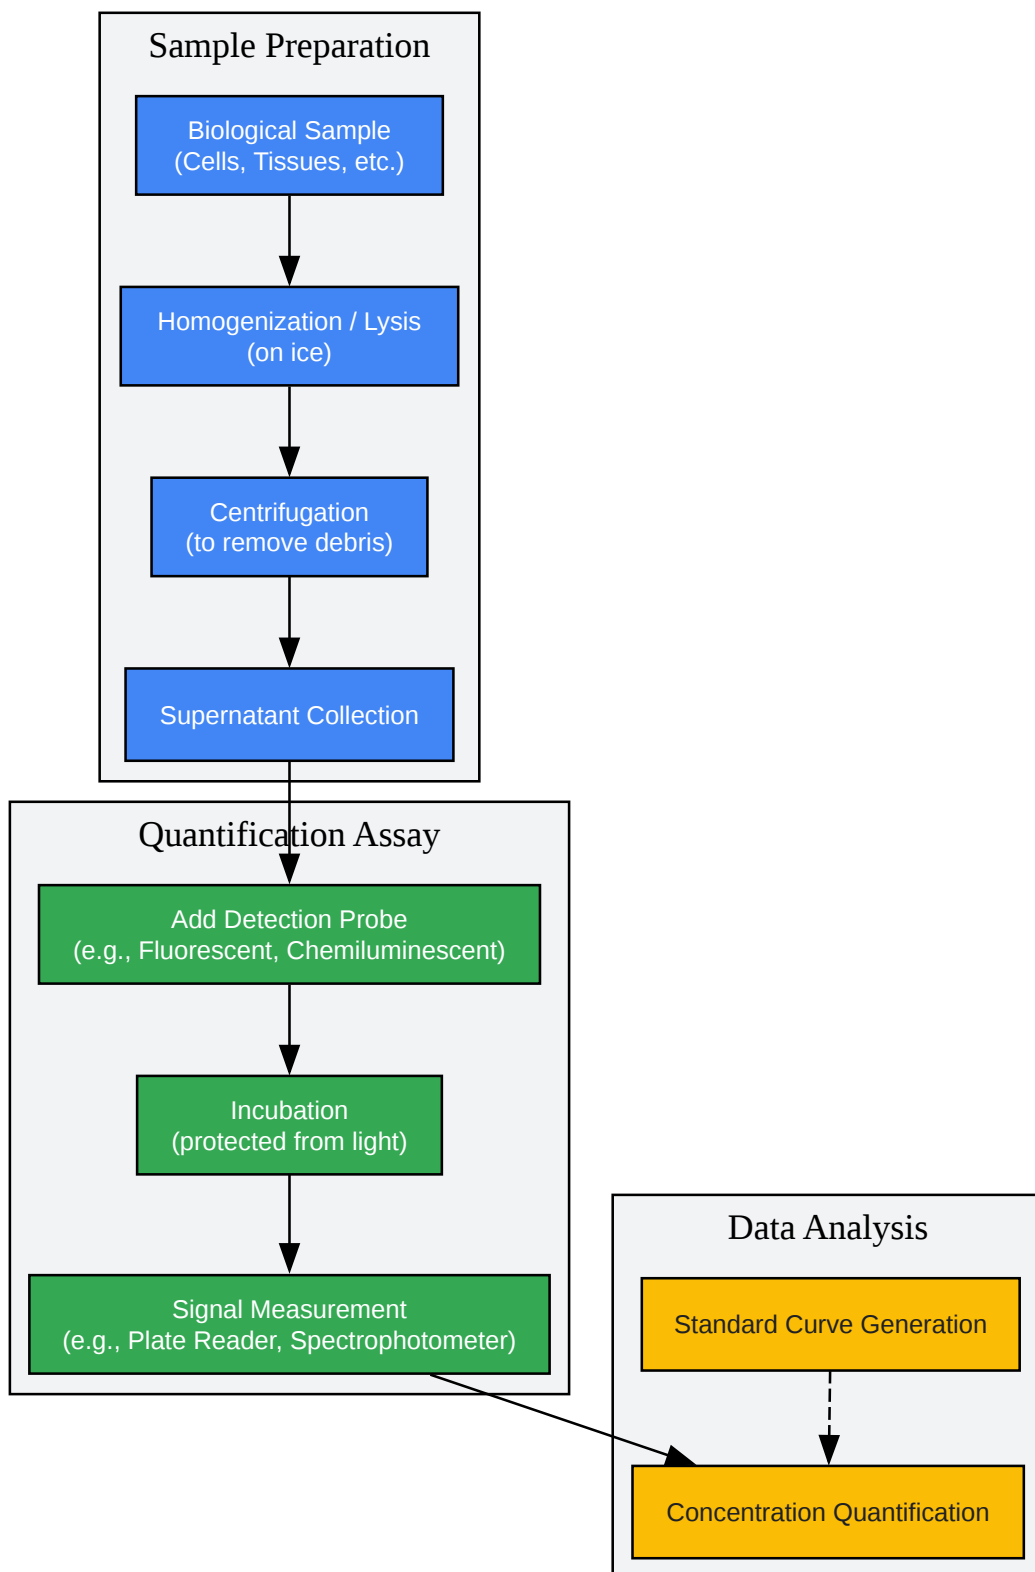 Sample Preparation
Biological Sample
(Cells, Tissues, etc.)
Homogenization / Lysis
(on ice)
Centrifugation
(to remove debris)
Supernatant Collection
Quantification Assay
Add Detection Probe
(e.g., Fluorescent, Chemiluminescent)
Incubation
(protected from light)
Signal Measurement
(e.g., Plate Reader, Spectrophotometer)
Data Analysis
Standard Curve Generation
Concentration Quantification